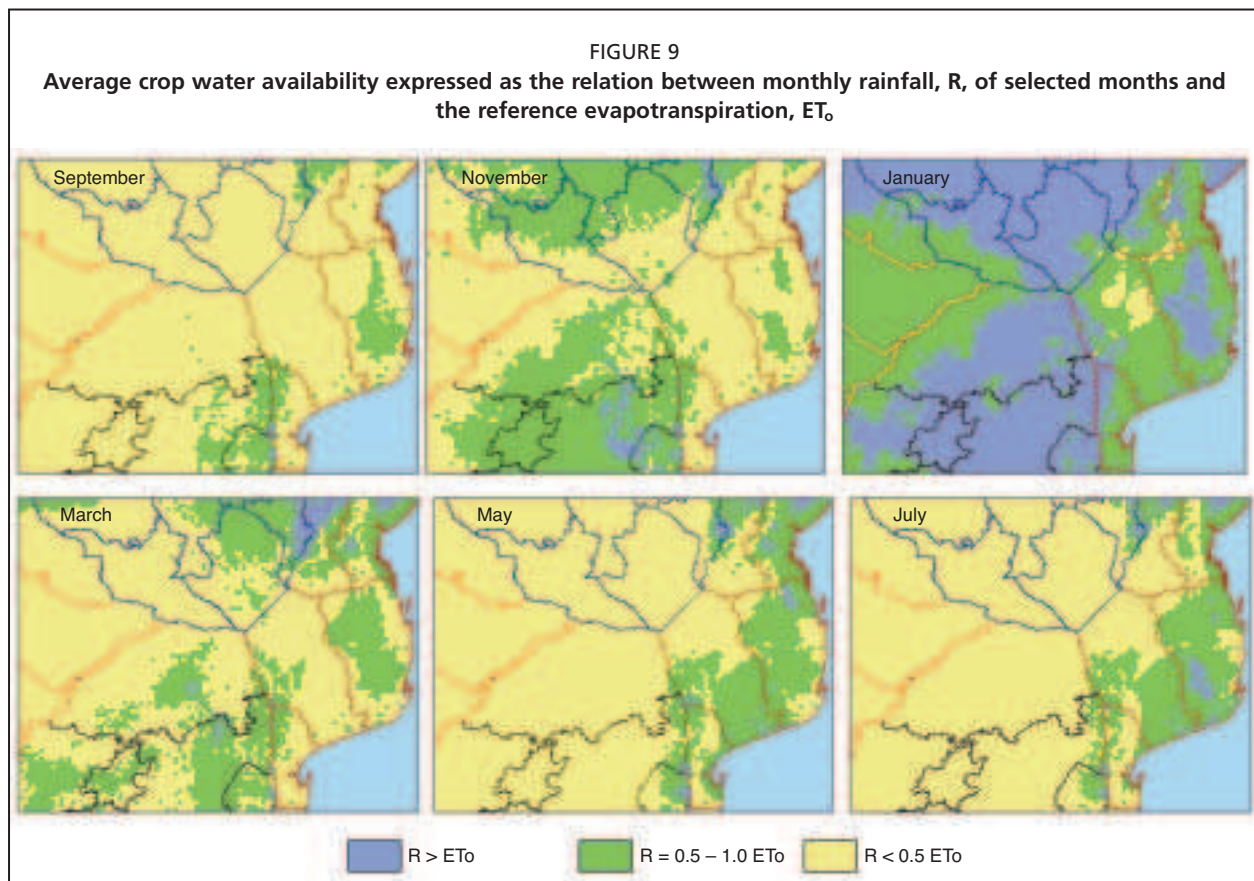 FIGURE 9
Average crop water availability expressed as the relation between monthly rainfall, R, of selected months and
the reference evapotranspiration, ETo
September
November
January
March
May
July
R > ETo
R = 0.5 – 1.0 ETo
R < 0.5 ETo